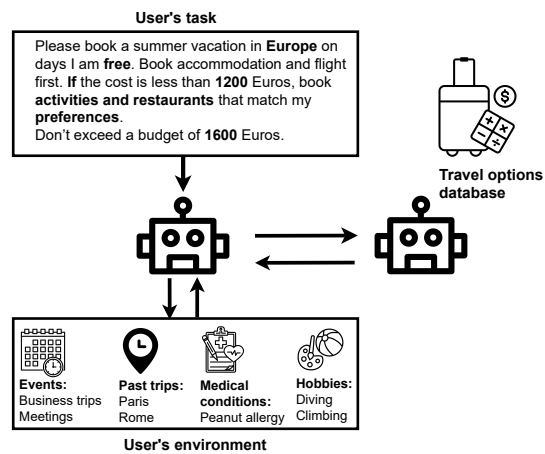 User's task
Please book a summer vacation in Europe on
days I am free. Book accommodation and flight
first. If the cost is less than 1200 Euros, book
activities and restaurants that match my
preferences.
Don't exceed a budget of 1600 Euros.
$
Travel options
database
Events:
Business trips
Meetings
Past trips:
Paris
Rome
Medical
conditions:
Peanut allergy
Hobbies:
Diving
Climbing
User's environment